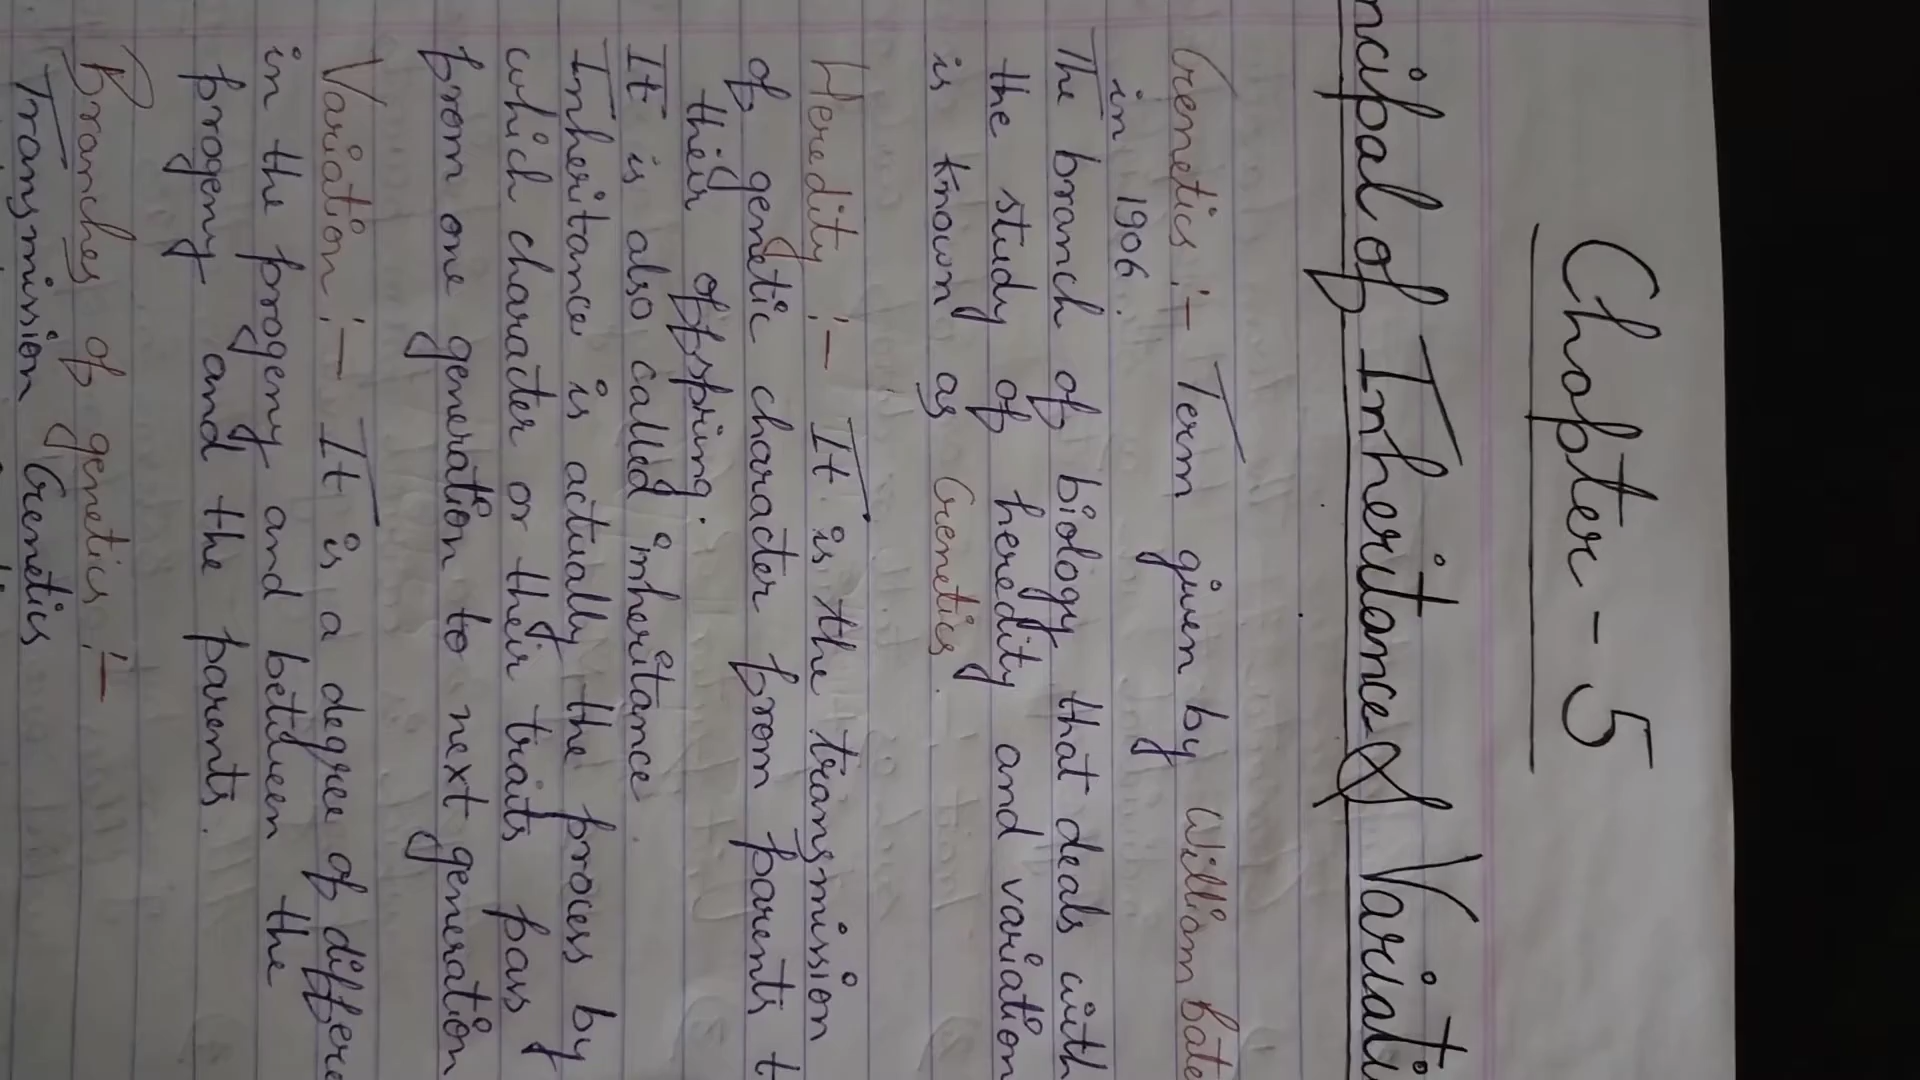 Chapter - 5
ncipal of Inheritance & Variati
Genetics :- Term given by William Bate
in 1906.
The branch of biology that deals with
the study of heredity and variation
is known as Genetics.
Heredity :- It is the transmission
of genetic character from parents t
their offspring.
It is also called inheritance.
Inheritance is actually the process by
which character or their traits pass
from one generation to next generation
Variation :- It is a degree of differe
in the progeny and between the
progeny and the parents.
Branches of genetics :-
Transmission Genetics